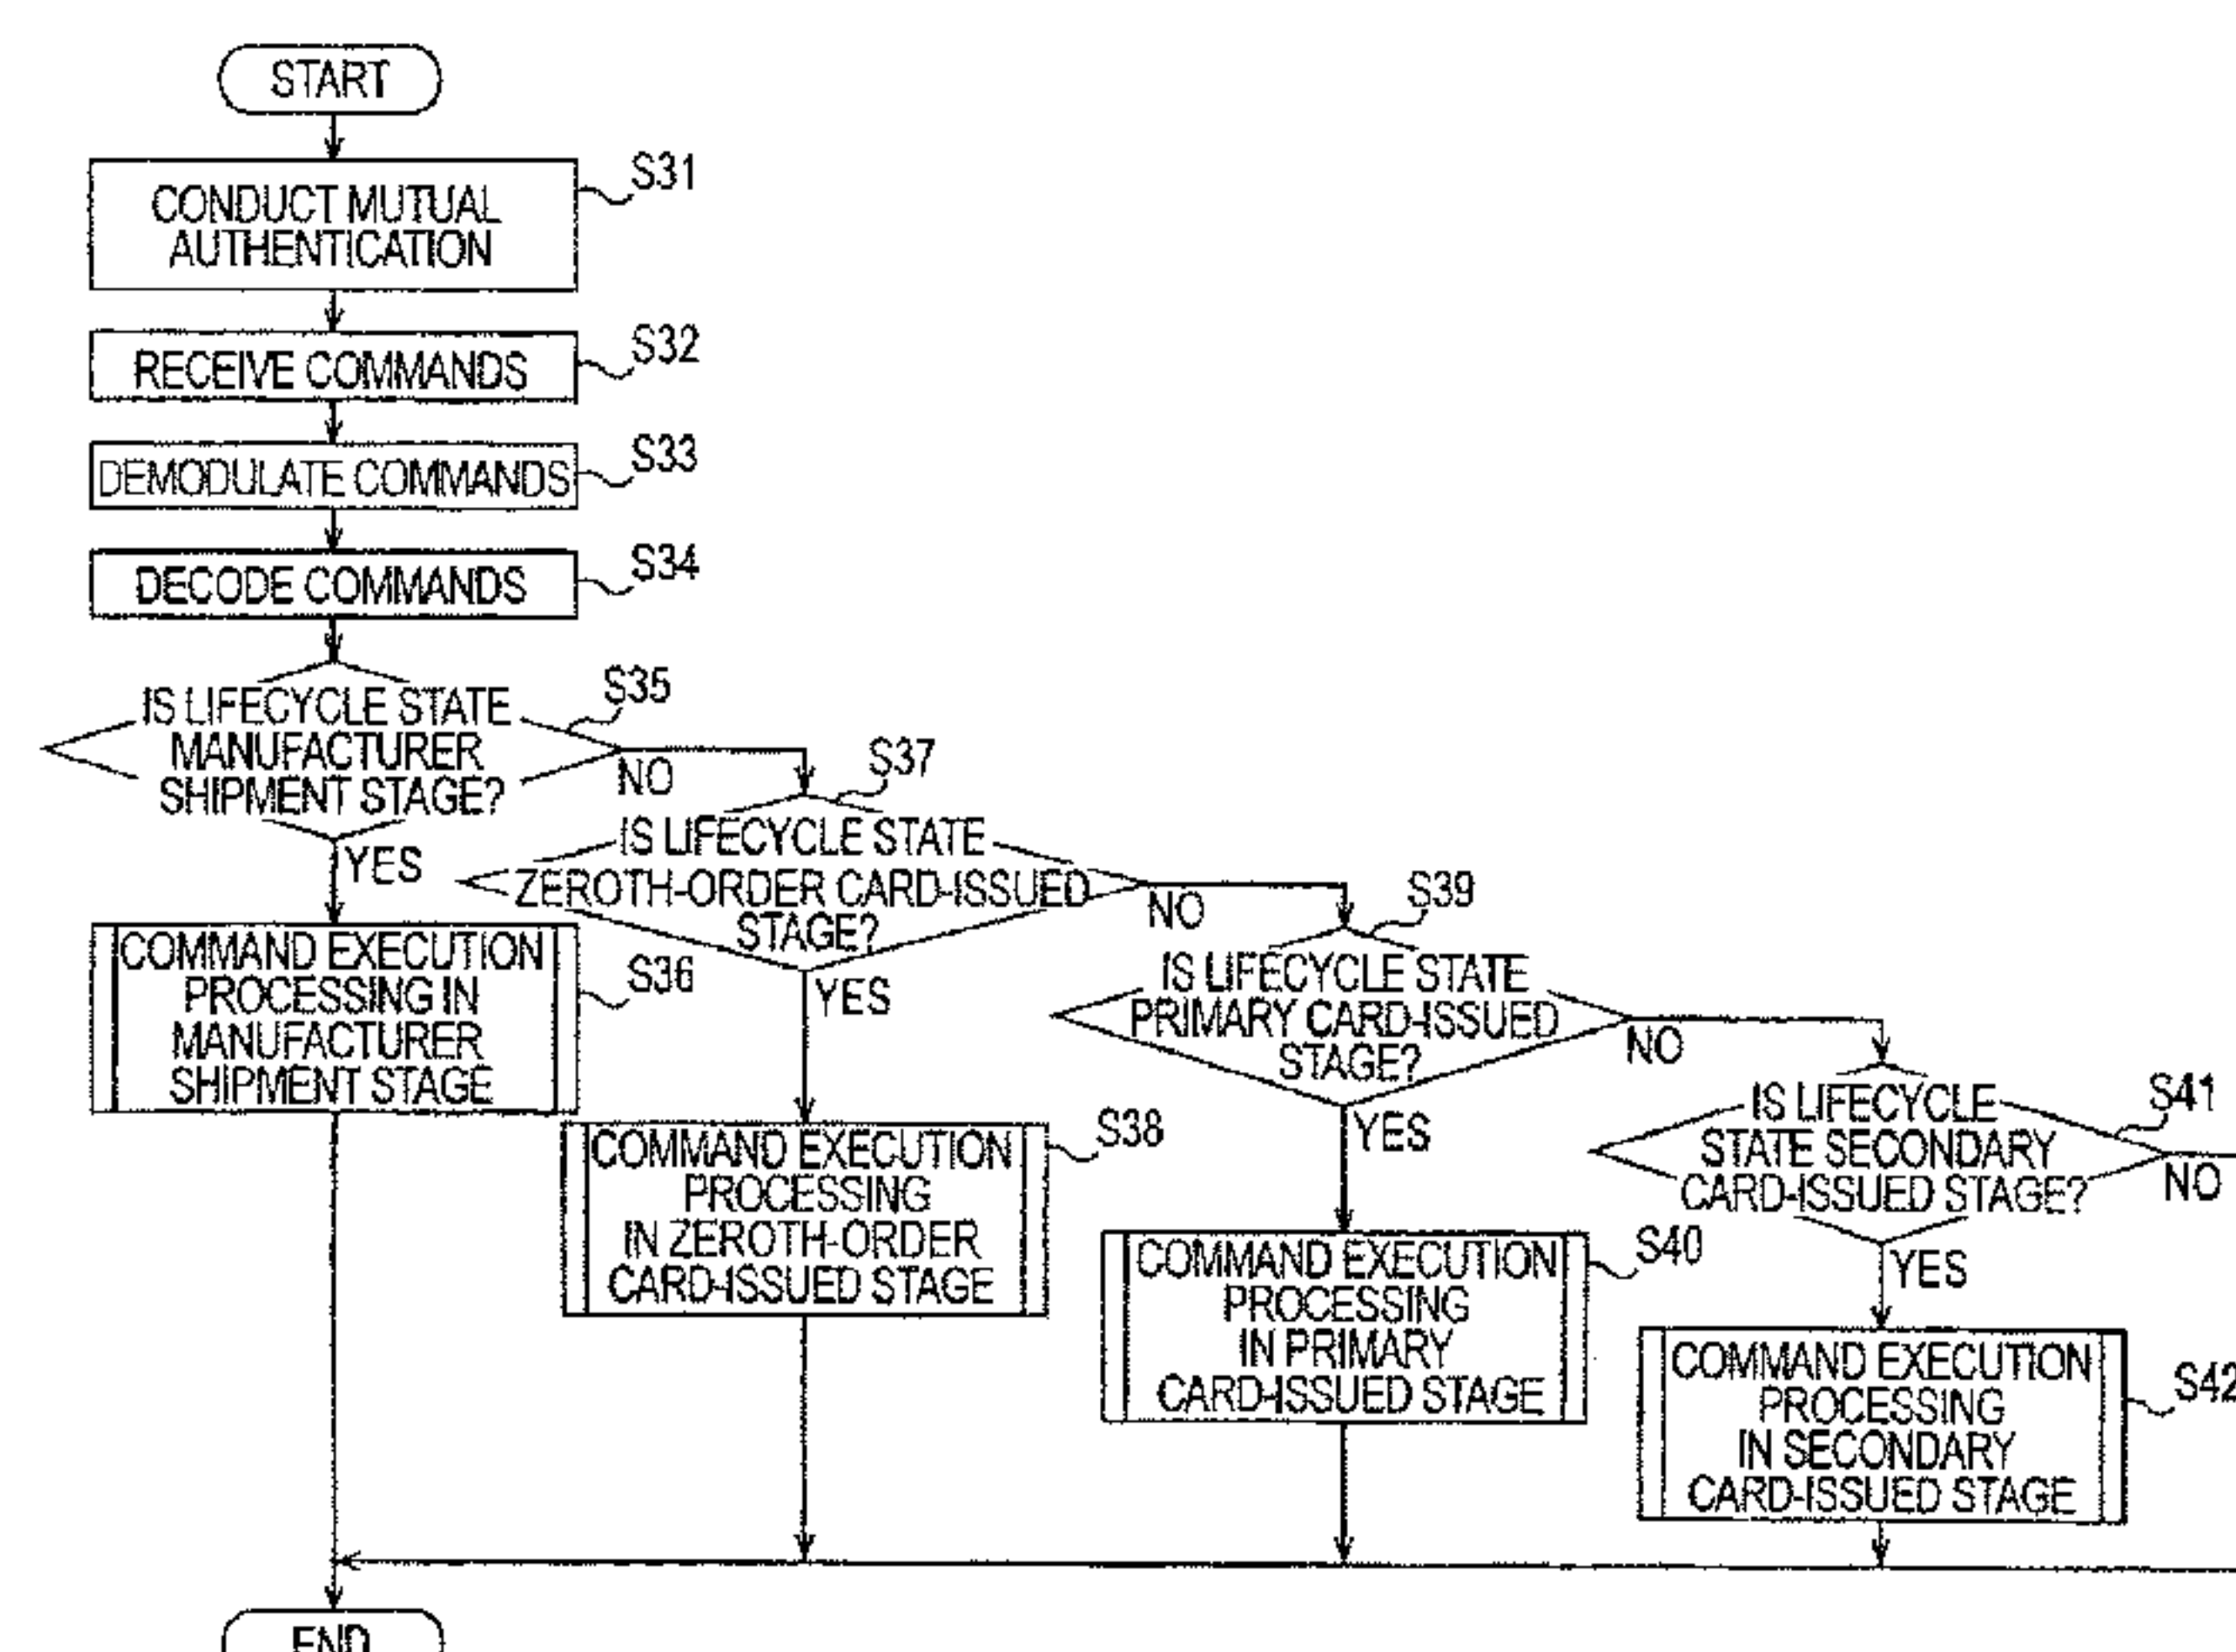 START
CONDUCT MUTUAL
AUTHENTICATION
S31
RECEIVE COMMANDS
S32
DEMODULATE COMMANDS
S33
DECODE COMMANDS
S34
IS LIFECYCLE STATE
MANUFACTURER
SHIPMENT STAGE?
S35
NO
YES
COMMAND EXECUTION
PROCESSING IN
MANUFACTURER
SHIPMENT STAGE
S36
IS LIFECYCLE STATE
ZEROTH-ORDER CARD-ISSUED
STAGE?
S37
NO
YES
COMMAND EXECUTION
PROCESSING
IN ZEROTH-ORDER
CARD-ISSUED STAGE
S38
IS LIFECYCLE STATE
PRIMARY CARD-ISSUED
STAGE?
S39
NO
YES
COMMAND EXECUTION
PROCESSING
IN PRIMARY
CARD-ISSUED STAGE
S40
IS LIFECYCLE
STATE SECONDARY
CARD-ISSUED STAGE?
S41
NO
YES
COMMAND EXECUTION
PROCESSING
IN SECONDARY
CARD-ISSUED STAGE
S42
END